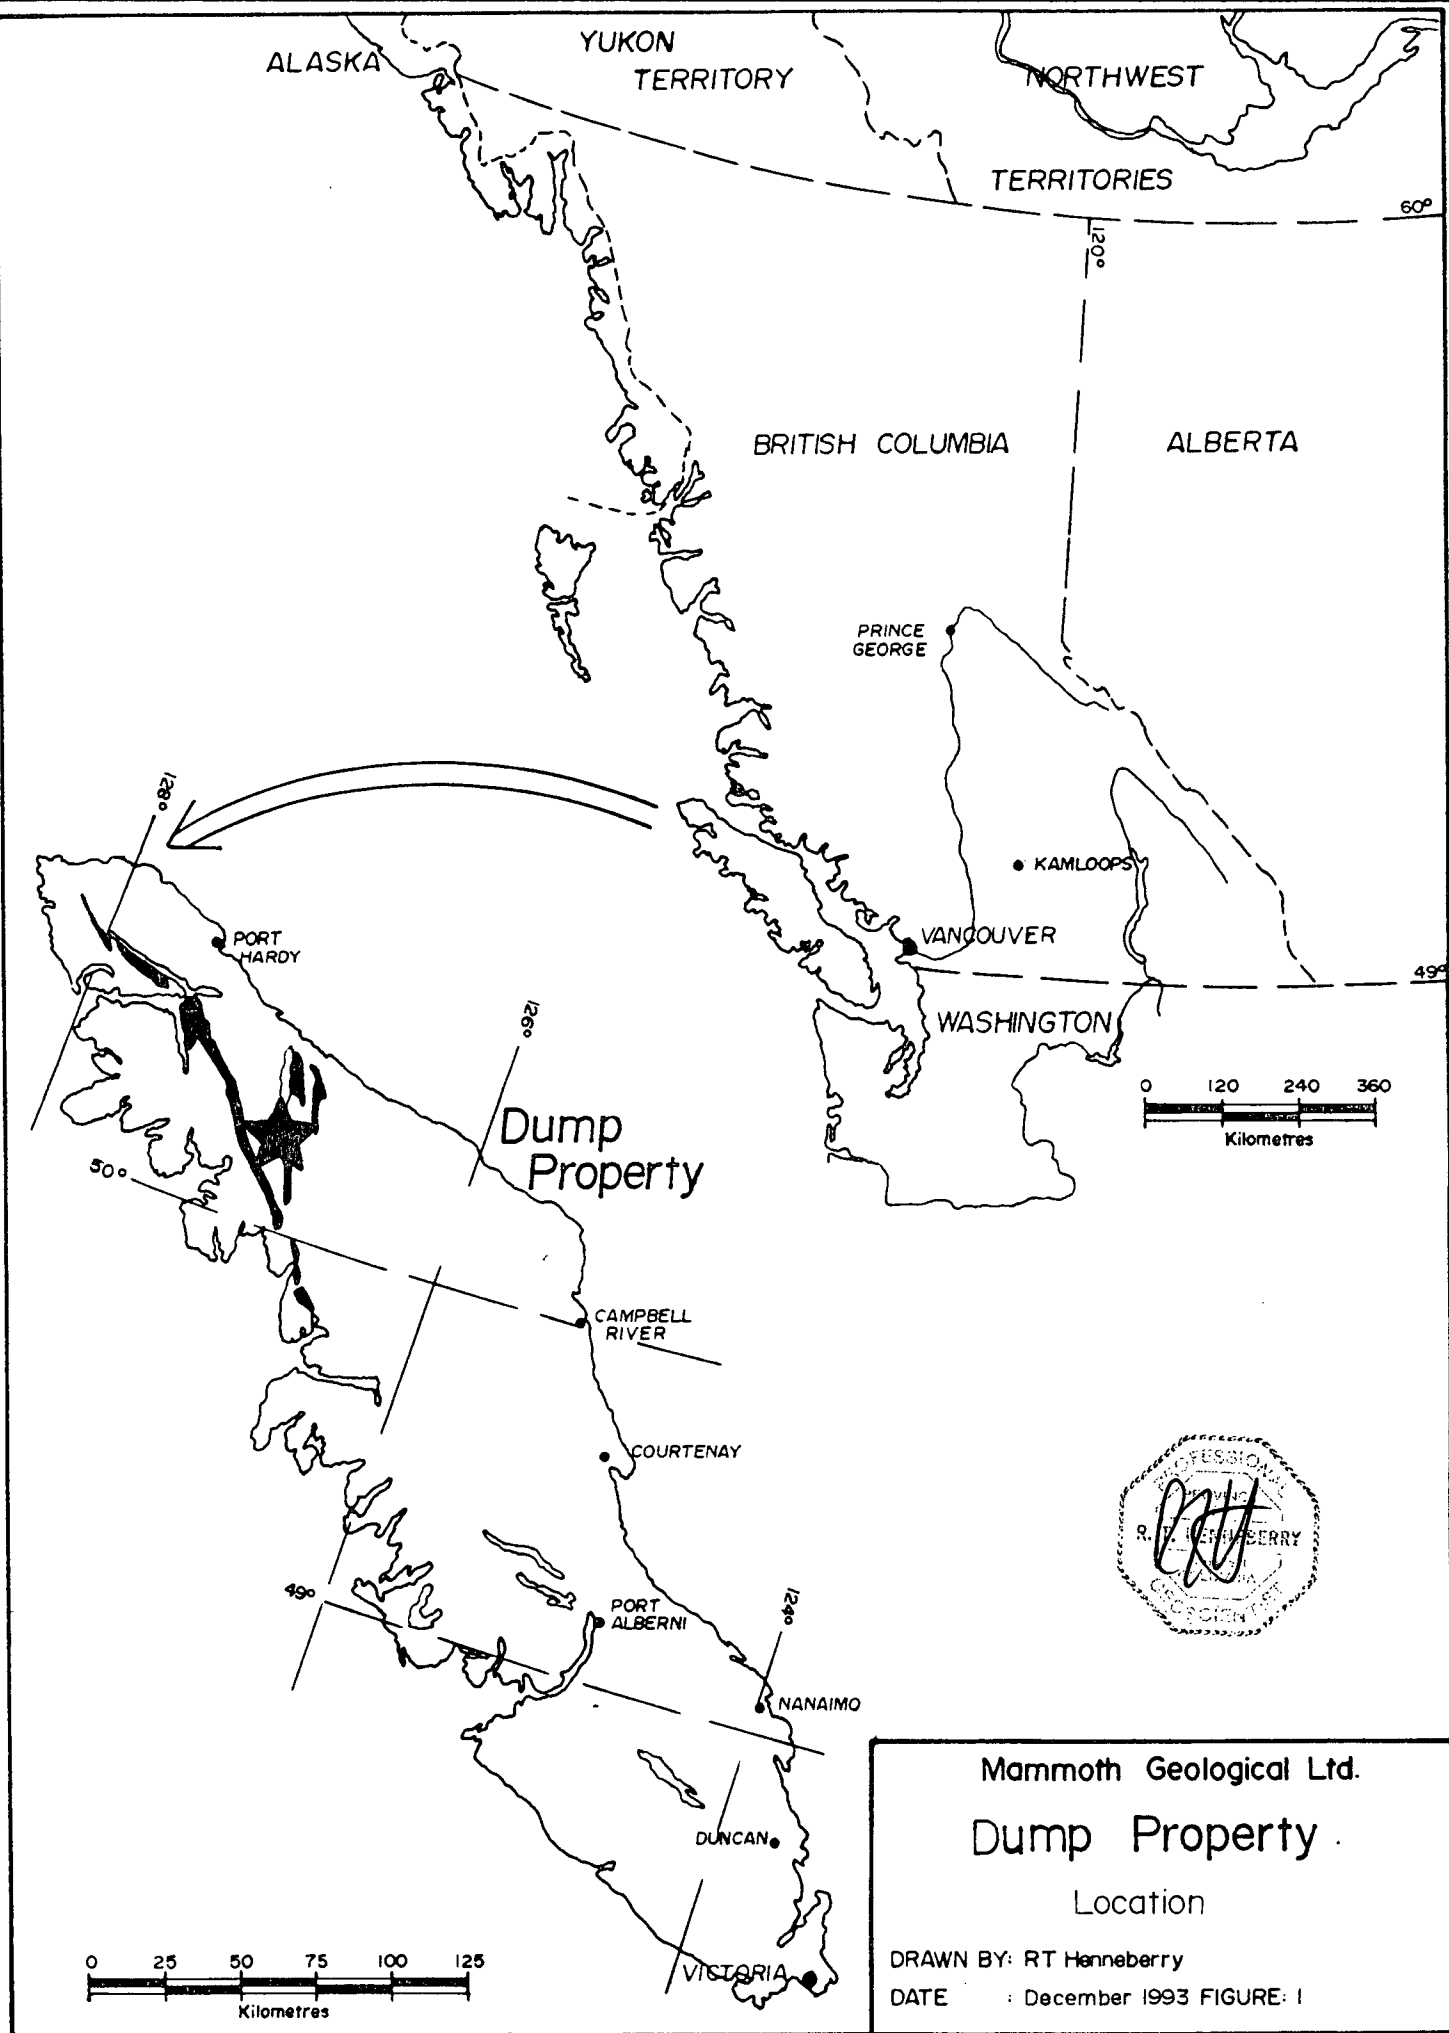 ALASKA
YUKON
TERRITORY
NORTHWEST
TERRITORIES
60°
120°
BRITISH COLUMBIA
ALBERTA
PRINCE
GEORGE
KAMLOOPS
VANCOUVER
49°
WASHINGTON
0 120 240 360
Kilometres
128°
PORT
HARDY
126°
Dump
Property
50°
CAMPBELL
RIVER
COURTENAY
49°
PORT
ALBERNI
124°
NANAIMO
DUNCAN
VICTORIA
0 25 50 75 100 125
Kilometres
PROFESSIONAL
R. T. HENNEBERRY
Mammoth Geological Ltd.
Dump Property
Location
DRAWN BY: RT Henneberry
DATE : December 1993 FIGURE: 1